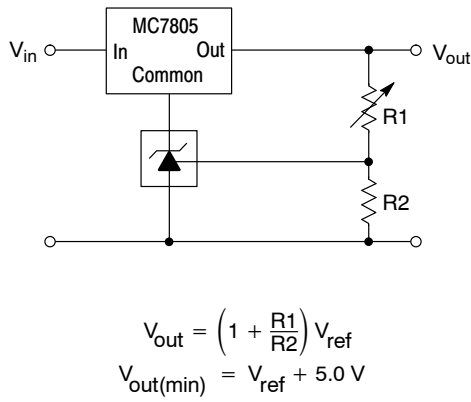 MC7805
V_in In Out V_out
Common
R1
R2
V_out = (1 + R1/R2) V_ref
V_out(min) = V_ref + 5.0 V